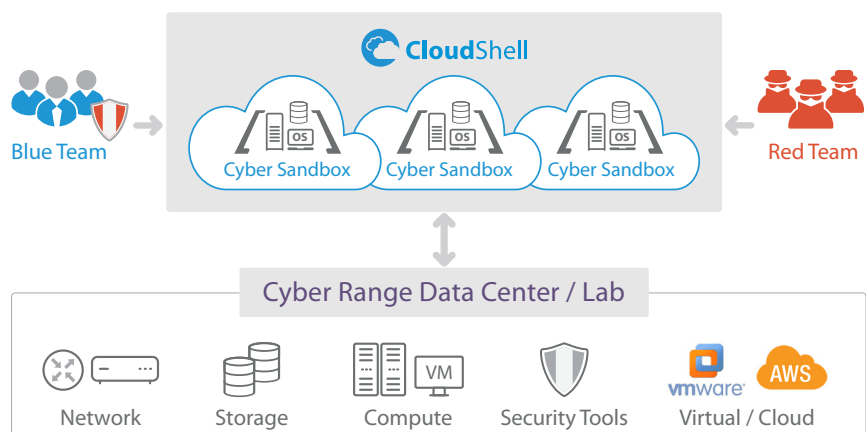 CloudShell
OS
OS
OS
Cyber Sandbox
Cyber Sandbox
Cyber Sandbox
Blue Team
Red Team
Cyber Range Data Center / Lab
VM
vmware®
AWS
Network
Storage
Compute
Security Tools
Virtual / Cloud